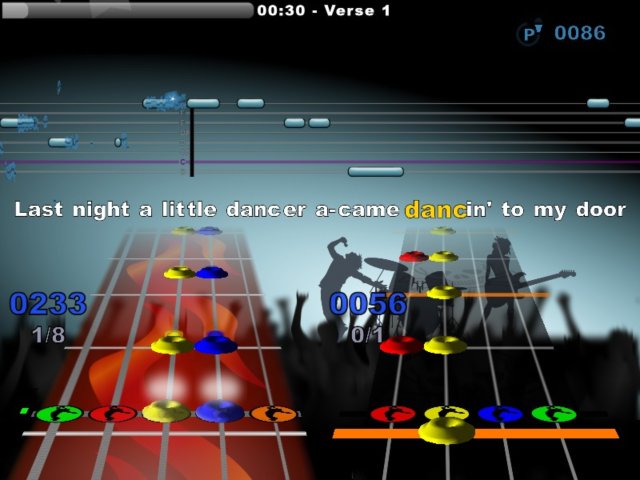 00:30 - Verse 1
P 0086
Last night a little dancer a-came dancin' to my door
0233
0056
1/8
0/1